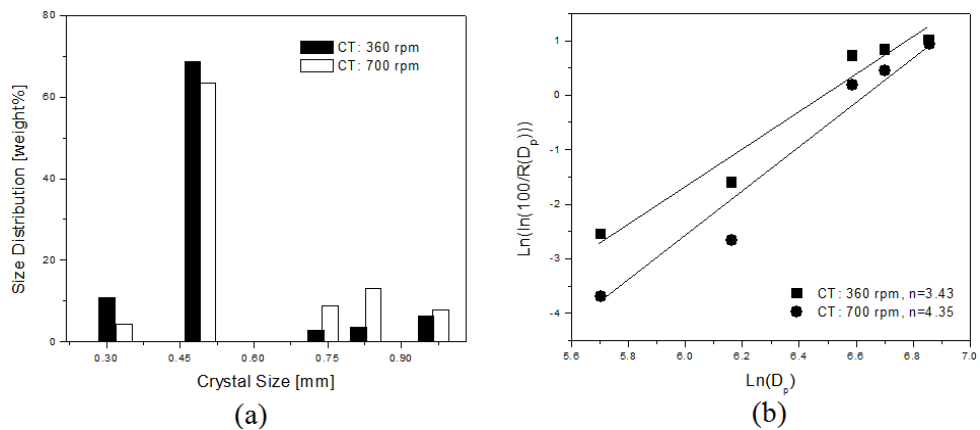 80
60
40
20
0
Size Distribution [weight%]
CT: 360 rpm
CT: 700 rpm
0.30 0.45 0.60 0.75 0.90
Crystal Size [mm]
(a)
1
0
-1
-2
-3
-4
Ln(ln(100/R(Dp)))
CT: 360 rpm, n=3.43
CT: 700 rpm, n=4.35
5.6 5.8 6.0 6.2 6.4 6.6 6.8 7.0
Ln(Dp)
(b)